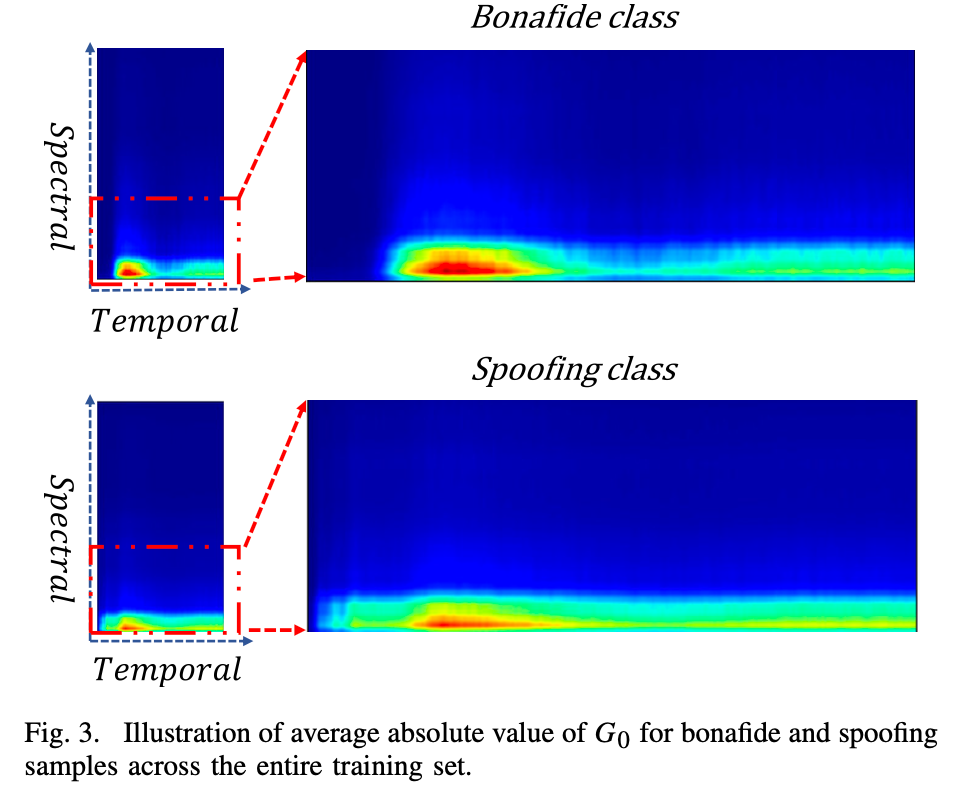 Bonafide class
Spectral
Temporal
Spoofing class
Spectral
Temporal
Fig. 3. Illustration of average absolute value of G0 for bonafide and spoofing
samples across the entire training set.